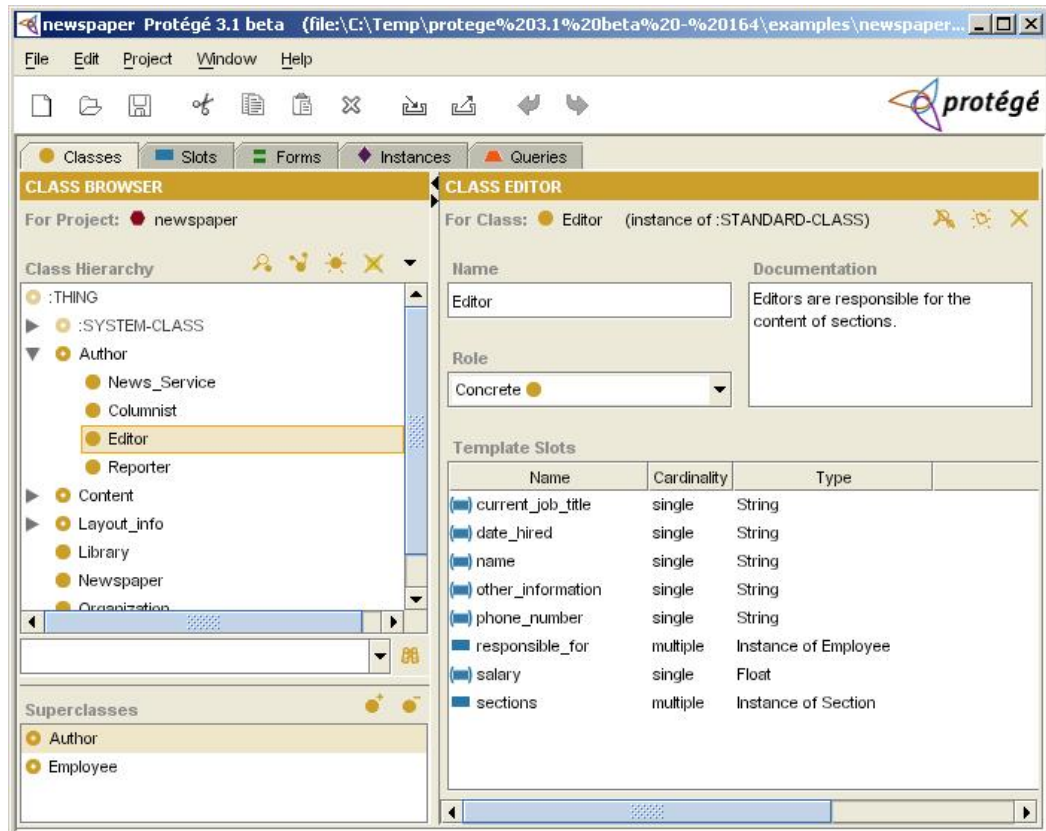 newspaper Protégé 3.1 beta (file:\C:\Temp\protege%203.1%20beta%20-%20164\examples\newspaper...
File Edit Project Window Help
protégé
Classes Slots Forms Instances Queries
CLASS BROWSER
For Project: newspaper
Class Hierarchy
:THING
:SYSTEM-CLASS
Author
News_Service
Columnist
Editor
Reporter
Content
Layout_info
Library
Newspaper
Organization
Superclasses
Author
Employee
CLASS EDITOR
For Class: Editor (instance of :STANDARD-CLASS)
Name
Editor
Role
Concrete
Documentation
Editors are responsible for the
content of sections.
Template Slots
Name Cardinality Type
current_job_title single String
date_hired single String
name single String
other_information single String
phone_number single String
responsible_for multiple Instance of Employee
salary single Float
sections multiple Instance of Section